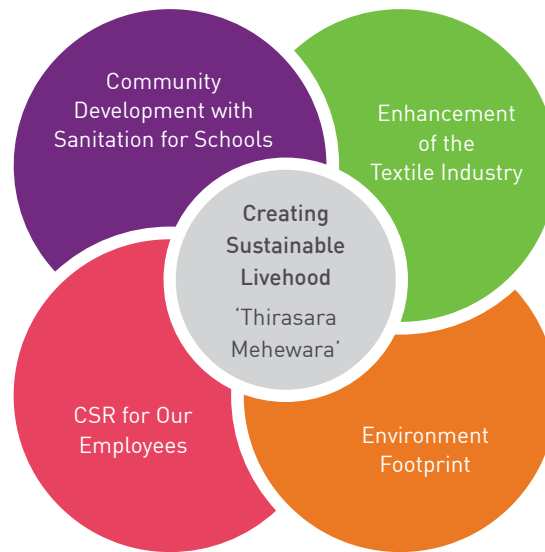 Community
Development with
Sanitation for Schools
Enhancement
of the
Textile Industry
Creating
Sustainable
Livehood
‘Thirasara
Mehewara’
CSR for Our
Employees
Environment
Footprint